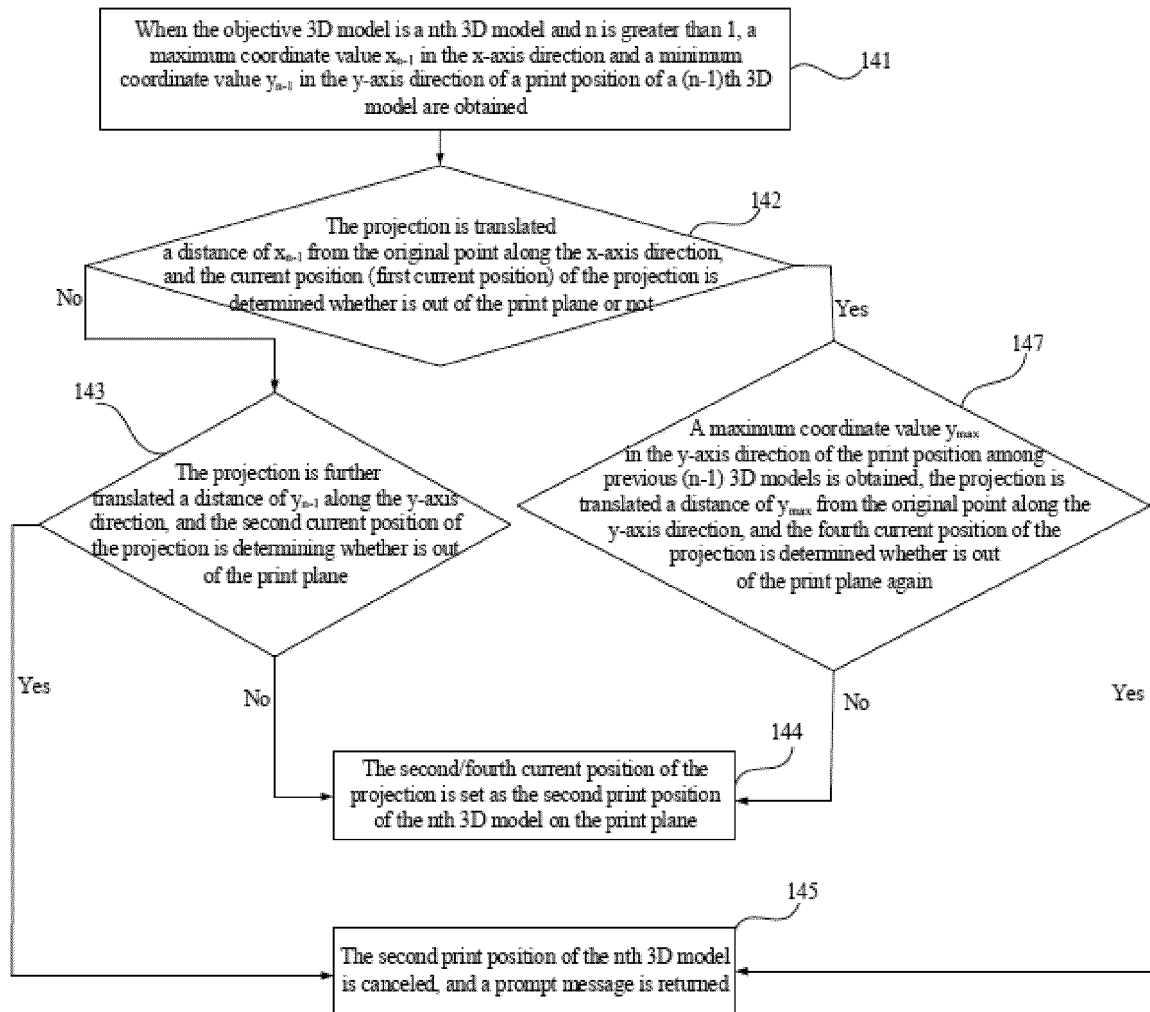 When the objective 3D model is a nth 3D model and n is greater than 1, a
maximum coordinate value xn-1 in the x-axis direction and a minimum
coordinate value yn-1 in the y-axis direction of a print position of a (n-1)th 3D
model are obtained
141
142
The projection is translated
a distance of xn-1 from the original point along the x-axis direction,
and the current position (first current position) of the projection is
determined whether is out of the print plane or not
No
Yes
143
The projection is further
translated a distance of yn-1 along the y-axis
direction, and the second current position of
the projection is determining whether is out
of the print plane
147
A maximum coordinate value ymax
in the y-axis direction of the print position among
previous (n-1) 3D models is obtained, the projection is
translated a distance of ymax from the original point along the
y-axis direction, and the fourth current position of the
projection is determined whether is out
of the print plane again
Yes
No
No
Yes
144
The second/fourth current position of the
projection is set as the second print position
of the nth 3D model on the print plane
145
The second print position of the nth 3D model
is canceled, and a prompt message is returned